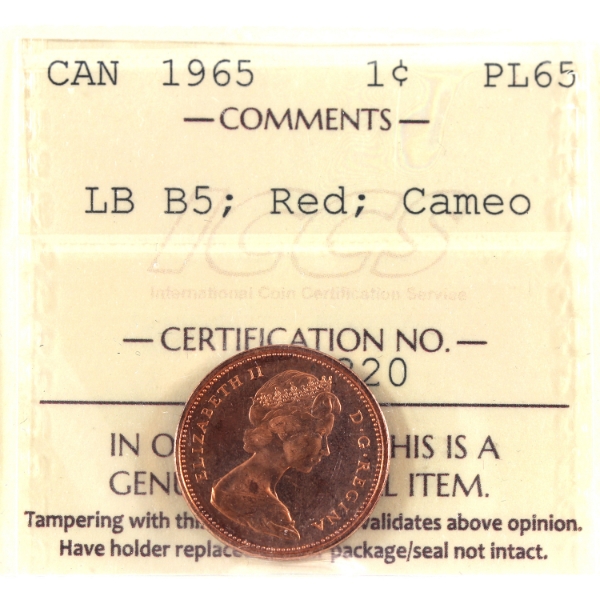 CAN 1965 1¢ PL65
—COMMENTS—
LB B5; Red; Cameo
ICCS
International Coin Certification Service
—CERTIFICATION NO.—
320
ELIZABETH II D·G·REGINA
IN O HIS IS A
GENU L ITEM.
Tampering with thi validates above opinion.
Have holder replace package/seal not intact.